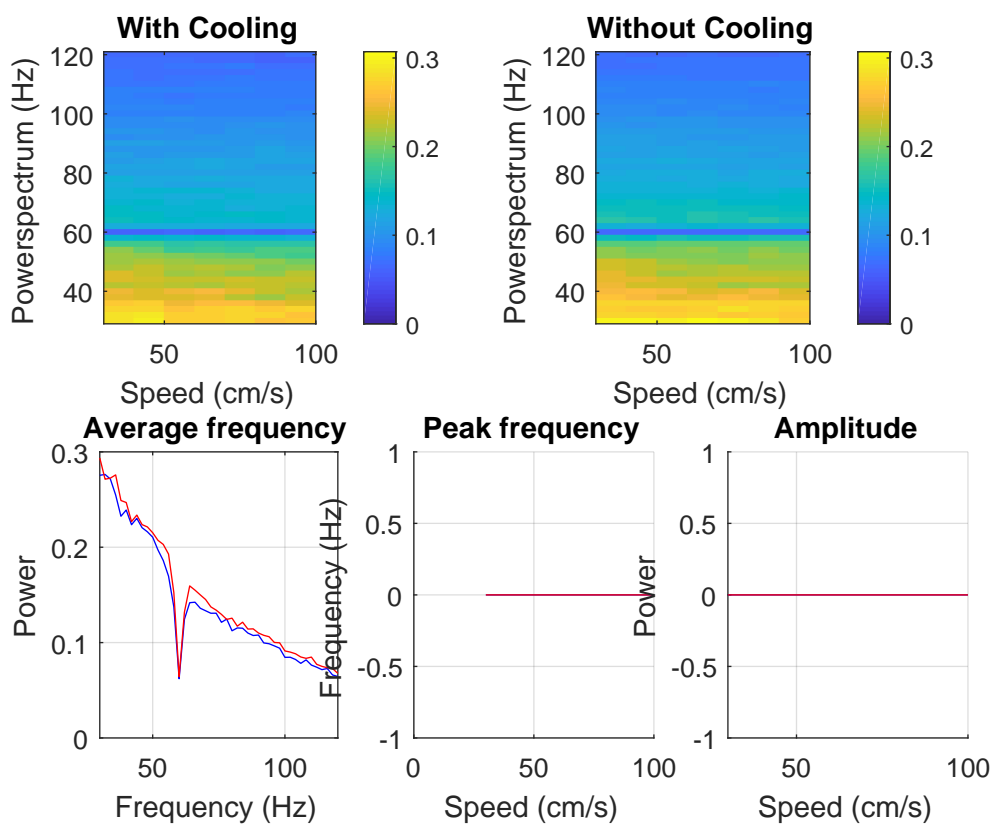 With Cooling
Without Cooling
120
100
80
60
40
Powerspectrum (Hz)
50
100
Speed (cm/s)
0.3
0.2
0.1
0
120
100
80
60
40
Powerspectrum (Hz)
50
100
Speed (cm/s)
0.3
0.2
0.1
0
Average frequency
0.3
0.2
0.1
0
Power
50
100
Frequency (Hz)
Peak frequency
1
0.5
0
-0.5
-1
Frequency (Hz)
0
50
100
Speed (cm/s)
Amplitude
1
0.5
0
-0.5
-1
Power
50
100
Speed (cm/s)